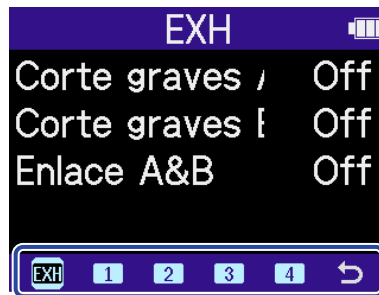 EXH
Corte graves Off
Corte graves Off
Enlace A&B Off
EXH 1 2 3 4